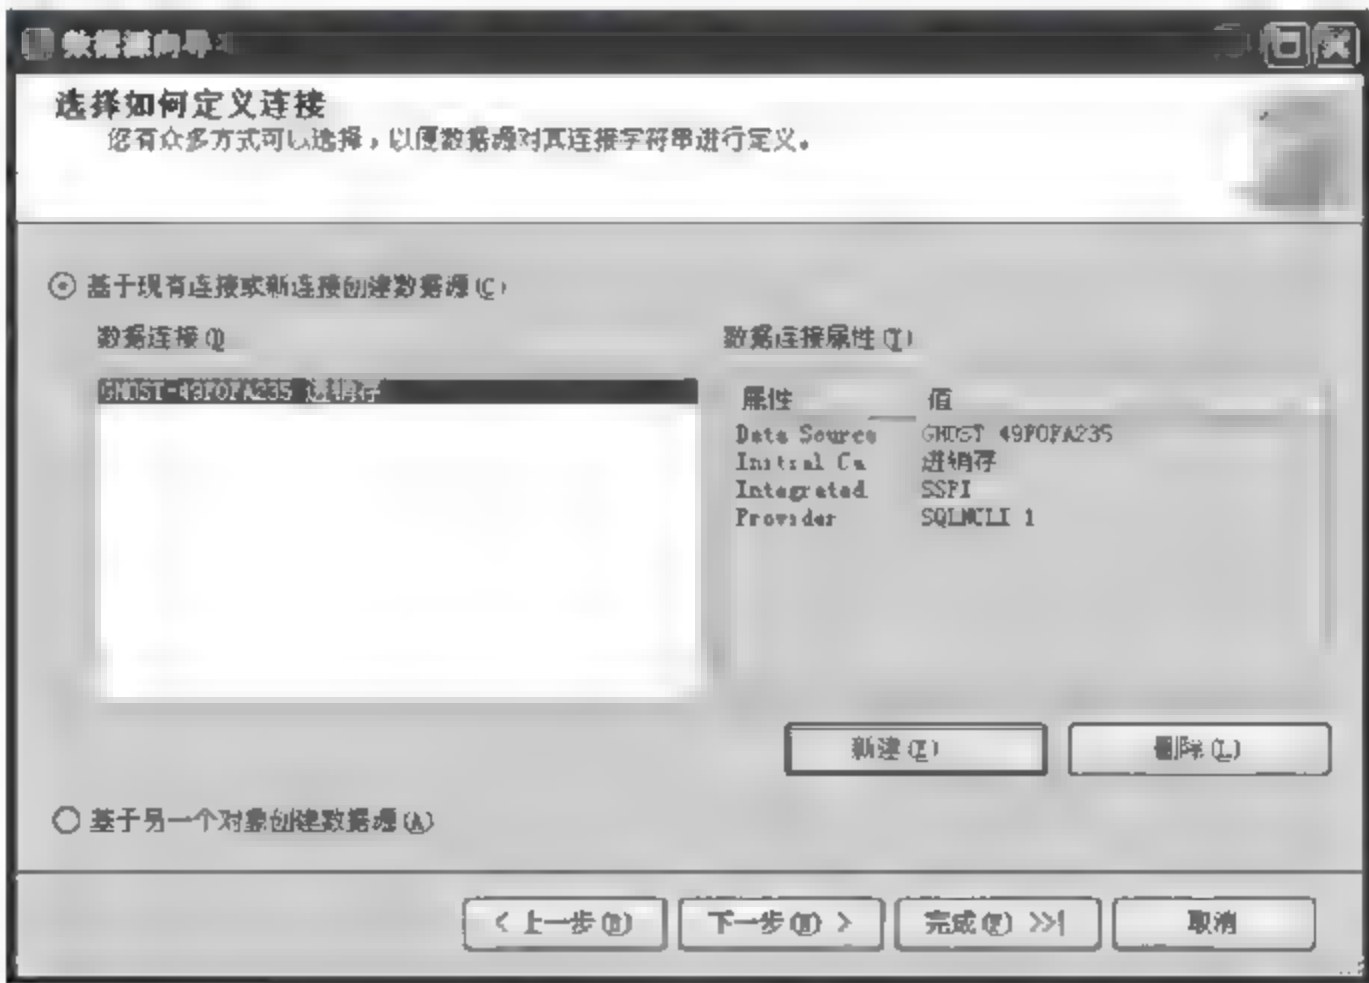 数据源向导
选择如何定义连接
您有众多方式可以选择，以便数据源对其连接字符串进行定义。
基于现有连接或新连接创建数据源(C)
数据连接(D)
数据连接属性(T)
GHOST-49F0FA235 进销存
属性 值
Data Source GHOST 49F0FA235
Initial Ca 进销存
Integrated SSPI
Provider SQLNCLI 1
新建(E) 删除(L)
基于另一个对象创建数据源(A)
< 上一步(B) 下一步(N) > 完成(F) >>| 取消